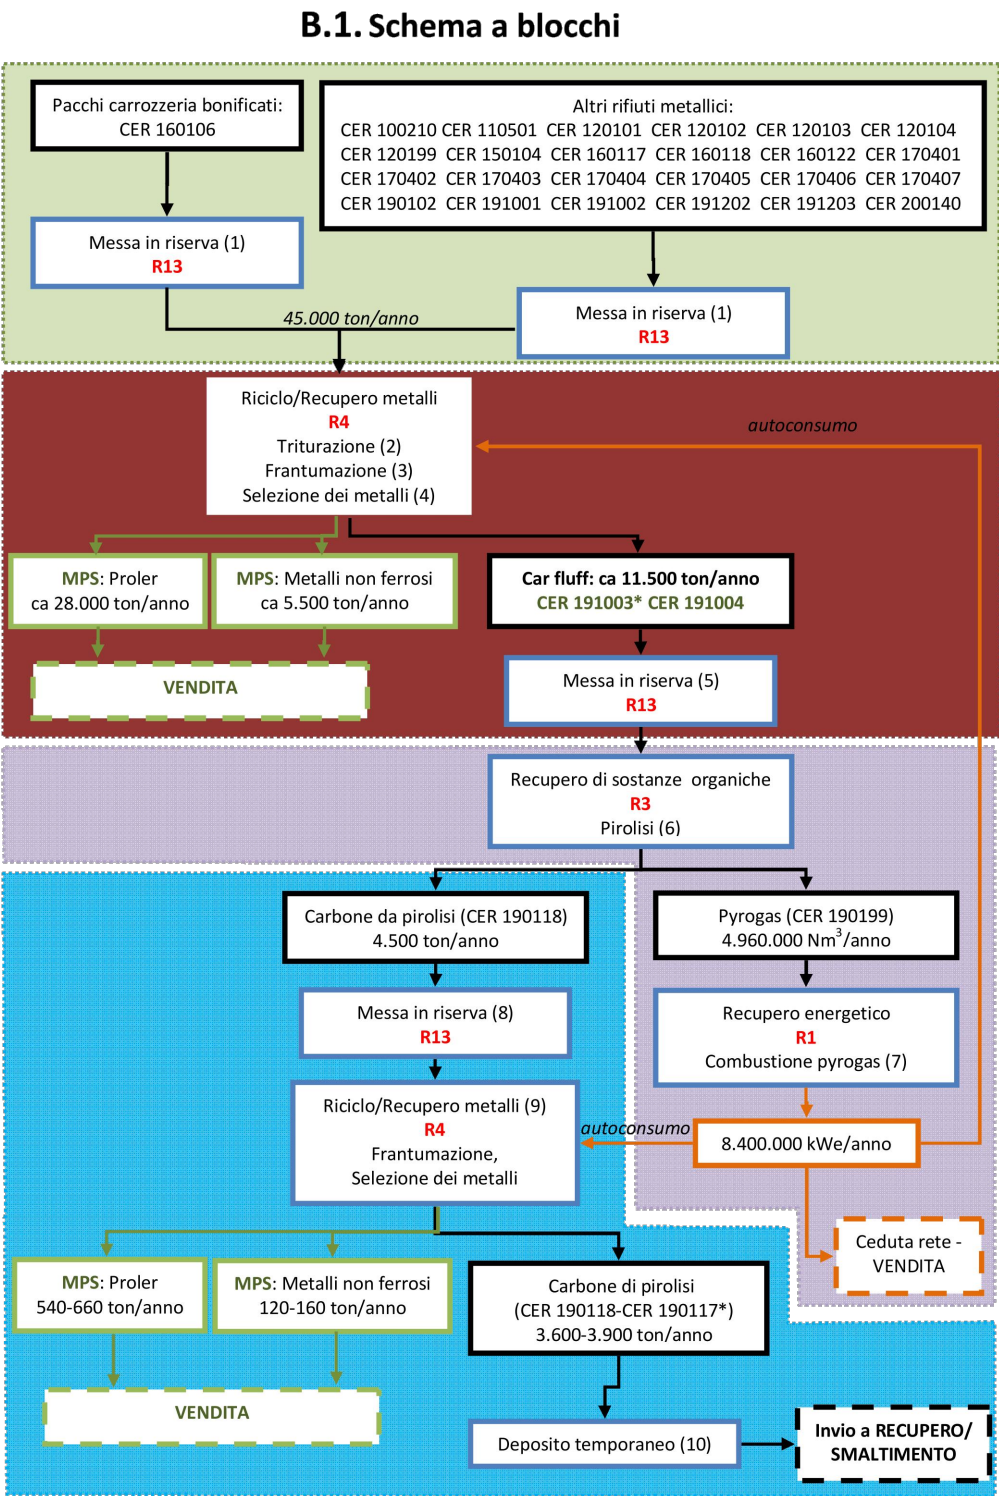 B.1. Schema a blocchi
Pacchi carrozzeria bonificati:
CER 160106
Altri rifiuti metallici:
CER 100210 CER 110501 CER 120101 CER 120102 CER 120103 CER 120104
CER 120199 CER 150104 CER 160117 CER 160118 CER 160122 CER 170401
CER 170402 CER 170403 CER 170404 CER 170405 CER 170406 CER 170407
CER 190102 CER 191001 CER 191002 CER 191202 CER 191203 CER 200140
Messa in riserva (1)
R13
Messa in riserva (1)
R13
45.000 ton/anno
Riciclo/Recupero metalli
R4
Triturazione (2)
Frantumazione (3)
Selezione dei metalli (4)
autoconsumo
MPS: Proler
ca 28.000 ton/anno
MPS: Metalli non ferrosi
ca 5.500 ton/anno
Car fluff: ca 11.500 ton/anno
CER 191003* CER 191004
VENDITA
Messa in riserva (5)
R13
Recupero di sostanze organiche
R3
Pirolisi (6)
Carbone da pirolisi (CER 190118)
4.500 ton/anno
Pyrogas (CER 190199)
4.960.000 Nm³/anno
Messa in riserva (8)
R13
Recupero energetico
R1
Combustione pyrogas (7)
Riciclo/Recupero metalli (9)
R4
Frantumazione,
Selezione dei metalli
autoconsumo
8.400.000 kWe/anno
Ceduta rete -
VENDITA
MPS: Proler
540-660 ton/anno
MPS: Metalli non ferrosi
120-160 ton/anno
Carbone di pirolisi
(CER 190118-CER 190117*)
3.600-3.900 ton/anno
VENDITA
Deposito temporaneo (10)
Invio a RECUPERO/
SMALTIMENTO